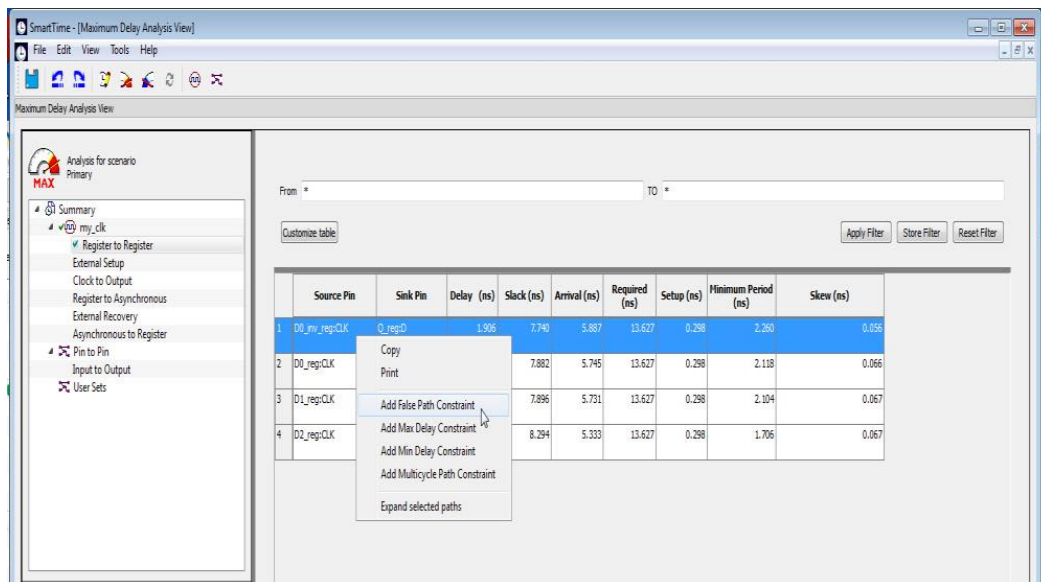 SmartTime - [Maximum Delay Analysis View]
File Edit View Tools Help
Maximum Delay Analysis View
Analysis for scenario
Primary
MAX
Summary
my_clk
Register to Register
External Setup
Clock to Output
Register to Asynchronous
External Recovery
Asynchronous to Register
Pin to Pin
Input to Output
User Sets
From * TO *
Customize table Apply Filter Store Filter Reset Filter
Source Pin Sink Pin Delay (ns) Slack (ns) Arrival (ns) Required (ns) Setup (ns) Minimum Period (ns) Skew (ns)
1 D0_inv_reg:CLK Q_reg:D 1.906 7.740 5.887 13.627 0.298 2.260 0.056
2 D0_reg:CLK 7.882 5.745 13.627 0.298 2.118 0.066
3 D1_reg:CLK 7.896 5.731 13.627 0.298 2.104 0.067
4 D2_reg:CLK 8.294 5.333 13.627 0.298 1.706 0.067
Copy
Print
Add False Path Constraint
Add Max Delay Constraint
Add Min Delay Constraint
Add Multicycle Path Constraint
Expand selected paths